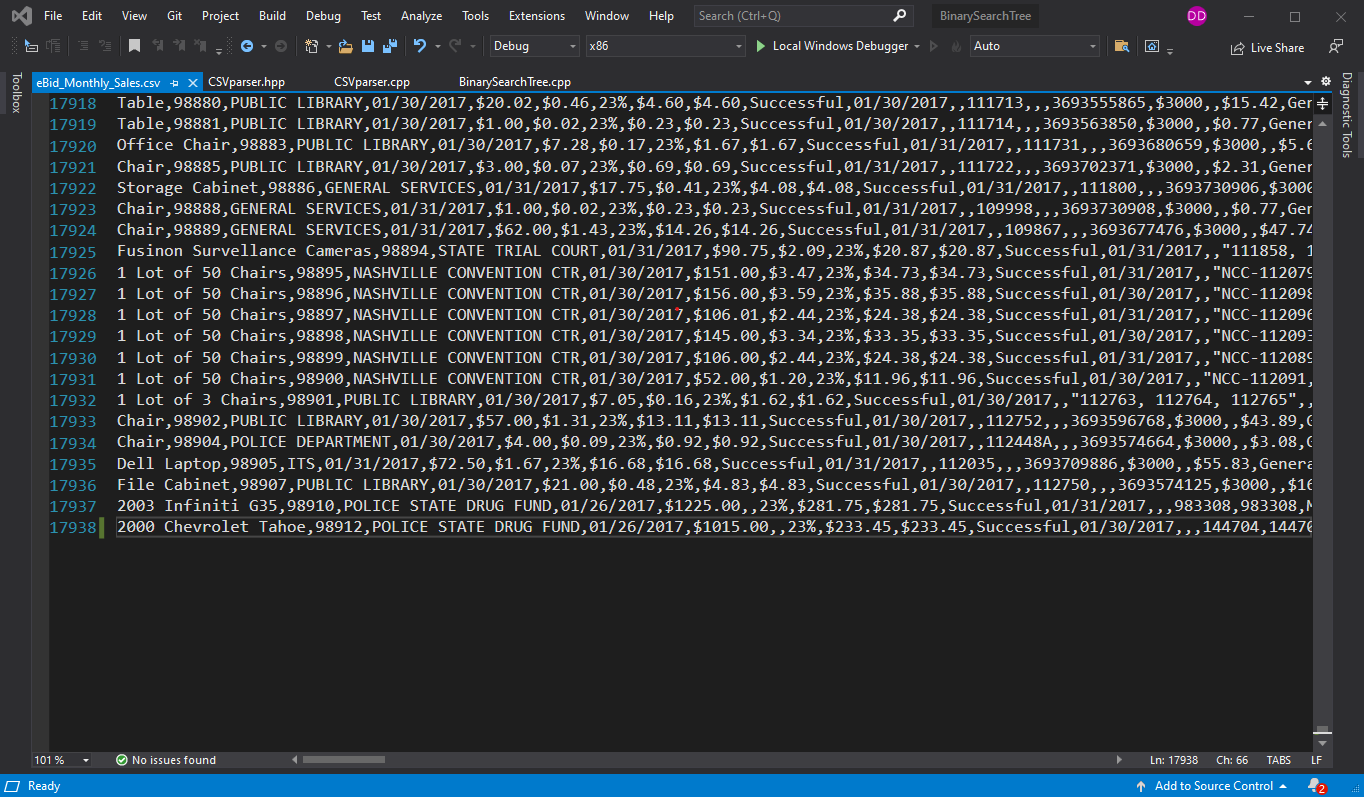 File Edit View Git Project Build Debug Test Analyze Tools Extensions Window Help Search (Ctrl+Q) BinarySearchTree DD
Debug x86 Local Windows Debugger Auto Live Share
Toolbox
eBid_Monthly_Sales.csv CSVparser.hpp CSVparser.cpp BinarySearchTree.cpp
Diagnostic Tools
17918 Table,98880,PUBLIC LIBRARY,01/30/2017,$20.02,$0.46,23%,$4.60,$4.60,Successful,01/30/2017,,111713,,,3693555865,$3000,,$15.42,Gen
17919 Table,98881,PUBLIC LIBRARY,01/30/2017,$1.00,$0.02,23%,$0.23,$0.23,Successful,01/30/2017,,111714,,,3693563850,$3000,,$0.77,Gener
17920 Office Chair,98883,PUBLIC LIBRARY,01/30/2017,$7.28,$0.17,23%,$1.67,$1.67,Successful,01/31/2017,,111731,,,3693680659,$3000,,$5.6
17921 Chair,98885,PUBLIC LIBRARY,01/30/2017,$3.00,$0.07,23%,$0.69,$0.69,Successful,01/31/2017,,111722,,,3693702371,$3000,,$2.31,Gener
17922 Storage Cabinet,98886,GENERAL SERVICES,01/31/2017,$17.75,$0.41,23%,$4.08,$4.08,Successful,01/31/2017,,111800,,,3693730906,$3000
17923 Chair,98888,GENERAL SERVICES,01/31/2017,$1.00,$0.02,23%,$0.23,$0.23,Successful,01/31/2017,,109998,,,3693730908,$3000,,$0.77,Gen
17924 Chair,98889,GENERAL SERVICES,01/31/2017,$62.00,$1.43,23%,$14.26,$14.26,Successful,01/31/2017,,109867,,,3693677476,$3000,,$47.74
17925 Fusinon Survellance Cameras,98894,STATE TRIAL COURT,01/31/2017,$90.75,$2.09,23%,$20.87,$20.87,Successful,01/31/2017,,"111858, 1
17926 1 Lot of 50 Chairs,98895,NASHVILLE CONVENTION CTR,01/30/2017,$151.00,$3.47,23%,$34.73,$34.73,Successful,01/31/2017,,"NCC-11207
17927 1 Lot of 50 Chairs,98896,NASHVILLE CONVENTION CTR,01/30/2017,$156.00,$3.59,23%,$35.88,$35.88,Successful,01/30/2017,,"NCC-112098
17928 1 Lot of 50 Chairs,98897,NASHVILLE CONVENTION CTR,01/30/2017,$106.01,$2.44,23%,$24.38,$24.38,Successful,01/30/2017,,"NCC-112096
17929 1 Lot of 50 Chairs,98898,NASHVILLE CONVENTION CTR,01/30/2017,$145.00,$3.34,23%,$33.35,$33.35,Successful,01/30/2017,,"NCC-112093
17930 1 Lot of 50 Chairs,98899,NASHVILLE CONVENTION CTR,01/30/2017,$106.00,$2.44,23%,$24.38,$24.38,Successful,01/31/2017,,"NCC-112089
17931 1 Lot of 50 Chairs,98900,NASHVILLE CONVENTION CTR,01/30/2017,$52.00,$1.20,23%,$11.96,$11.96,Successful,01/30/2017,,"NCC-112091,
17932 1 Lot of 3 Chairs,98901,PUBLIC LIBRARY,01/30/2017,$7.05,$0.16,23%,$1.62,$1.62,Successful,01/30/2017,,"112763, 112764, 112765",,
17933 Chair,98902,PUBLIC LIBRARY,01/30/2017,$57.00,$1.31,23%,$13.11,$13.11,Successful,01/30/2017,,112752,,,3693596768,$3000,,$43.89,G
17934 Chair,98904,POLICE DEPARTMENT,01/30/2017,$4.00,$0.09,23%,$0.92,$0.92,Successful,01/30/2017,,112448A,,,3693574664,$3000,,$3.08,G
17935 Dell Laptop,98905,ITS,01/31/2017,$72.50,$1.67,23%,$16.68,$16.68,Successful,01/31/2017,,112035,,,3693709886,$3000,,$55.83,Genera
17936 File Cabinet,98907,PUBLIC LIBRARY,01/30/2017,$21.00,$0.48,23%,$4.83,$4.83,Successful,01/30/2017,,112750,,,3693574125,$3000,,$16
17937 2003 Infiniti G35,98910,POLICE STATE DRUG FUND,01/26/2017,$1225.00,,23%,$281.75,$281.75,Successful,01/31/2017,,,983308,983308,M
17938 2000 Chevrolet Tahoe,98912,POLICE STATE DRUG FUND,01/26/2017,$1015.00,,23%,$233.45,$233.45,Successful,01/30/2017,,,144704,14470
101 % No issues found Ln: 17938 Ch: 66 TABS LF
Ready Add to Source Control 2